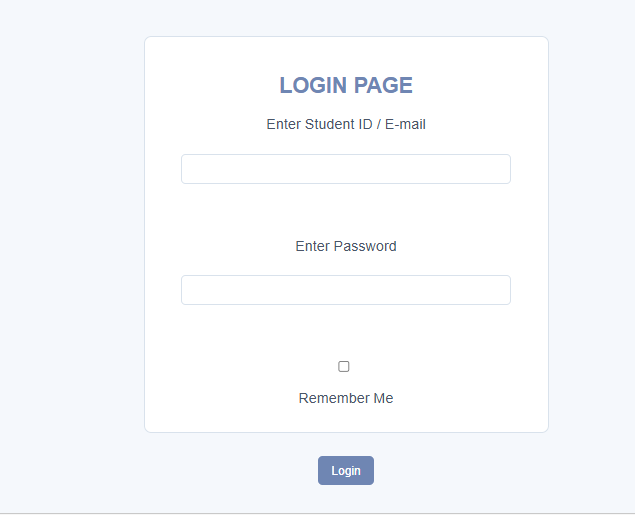 LOGIN PAGE
Enter Student ID / E-mail
Enter Password
Remember Me
Login